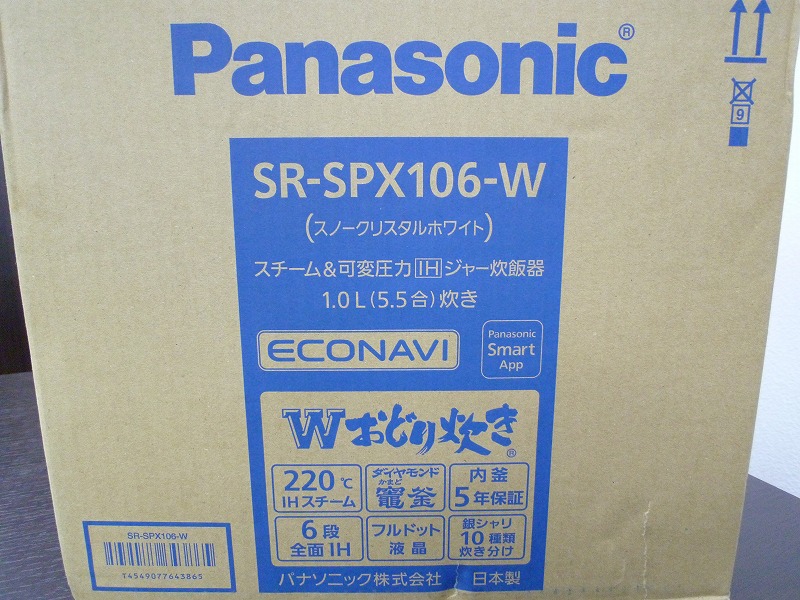 Panasonic®
9
SR-SPX106-W
(スノークリスタルホワイト)
スチーム&可変圧力IHジャー炊飯器
1.0L(5.5合)炊き
ECONAVI
Panasonic
Smart
App
Wおどり炊き®
220℃
IHスチーム
ダイヤモンド
かまど
竈釜
内釜
5年保証
6段
全面IH
フルドット
液晶
銀シャリ
10種類
炊き分け
パナソニック株式会社 日本製
SR-SPX106-W
T4549077643865